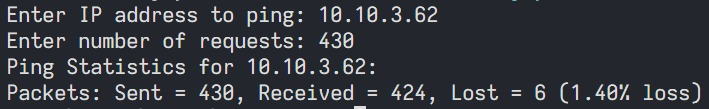 Enter IP address to ping: 10.10.3.62
Enter number of requests: 430
Ping Statistics for 10.10.3.62:
Packets: Sent = 430, Received = 424, Lost = 6 (1.40% loss)